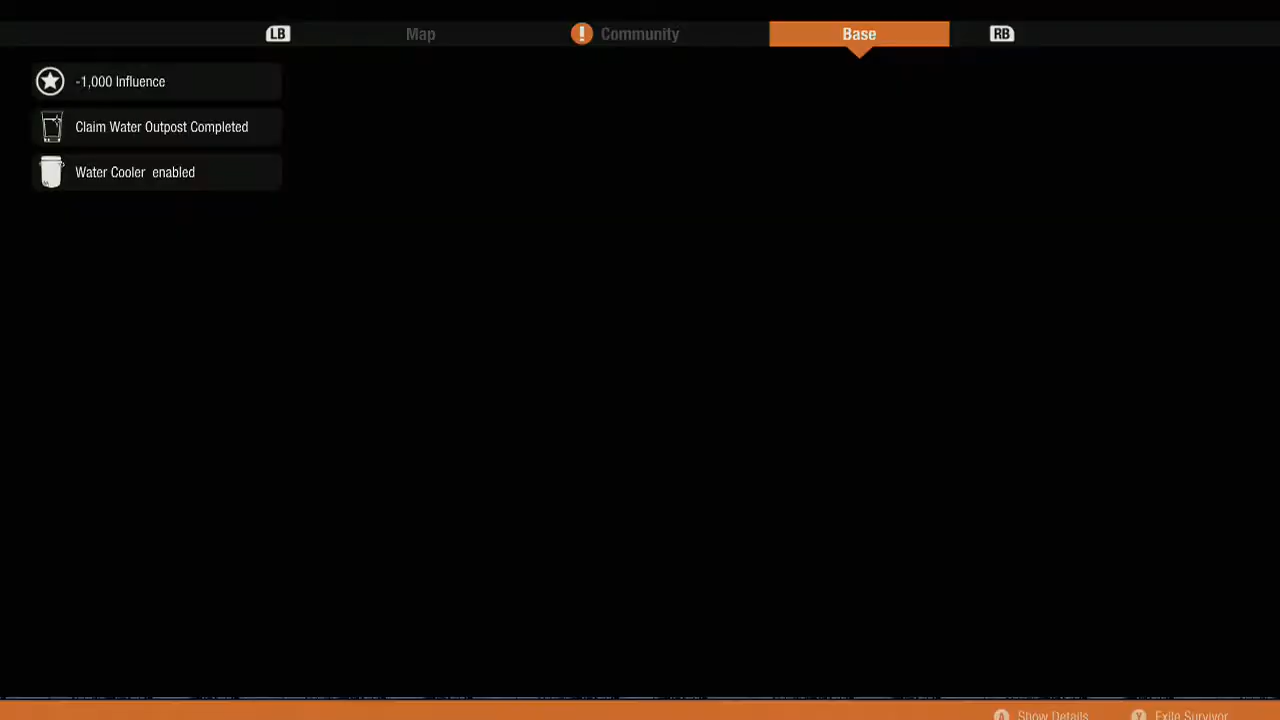 LB
Map
! Community
Base
RB
-1,000 Influence
Claim Water Outpost Completed
Water Cooler enabled
A Show Details
Y Exile Survivor